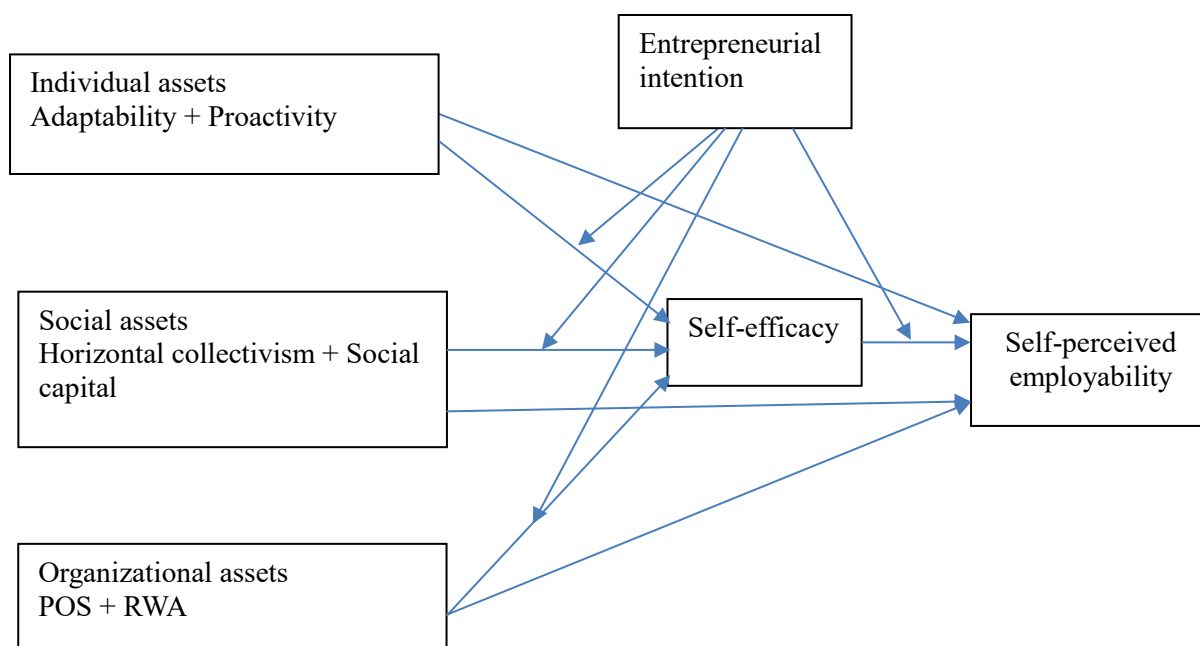 Entrepreneurial
intention
Individual assets
Adaptability + Proactivity
Social assets
Horizontal collectivism + Social
capital
Self-efficacy
Self-perceived
employability
Organizational assets
POS + RWA